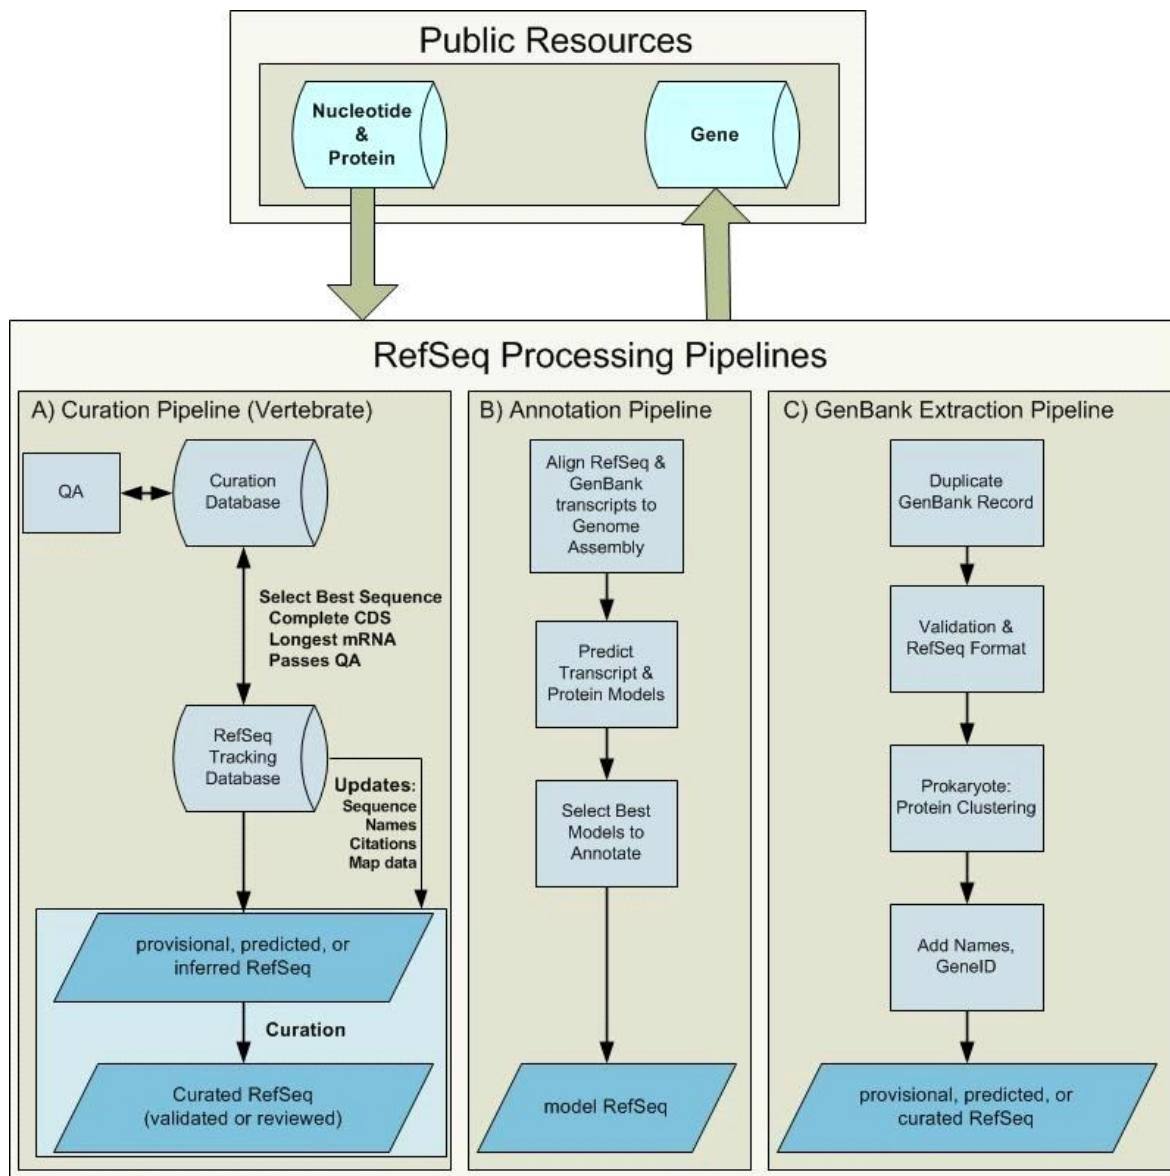 Public Resources
Nucleotide
&
Protein
Gene
RefSeq Processing Pipelines
A) Curation Pipeline (Vertebrate)
QA
Curation
Database
Select Best Sequence
Complete CDS
Longest mRNA
Passes QA
RefSeq
Tracking
Database
Updates:
Sequence
Names
Citations
Map data
provisional, predicted, or
inferred RefSeq
Curation
Curated RefSeq
(validated or reviewed)
B) Annotation Pipeline
Align RefSeq &
GenBank
transcripts to
Genome
Assembly
Predict
Transcript &
Protein Models
Select Best
Models to
Annotate
model RefSeq
C) GenBank Extraction Pipeline
Duplicate
GenBank Record
Validation &
RefSeq Format
Prokaryote:
Protein Clustering
Add Names,
GeneID
provisional, predicted, or
curated RefSeq